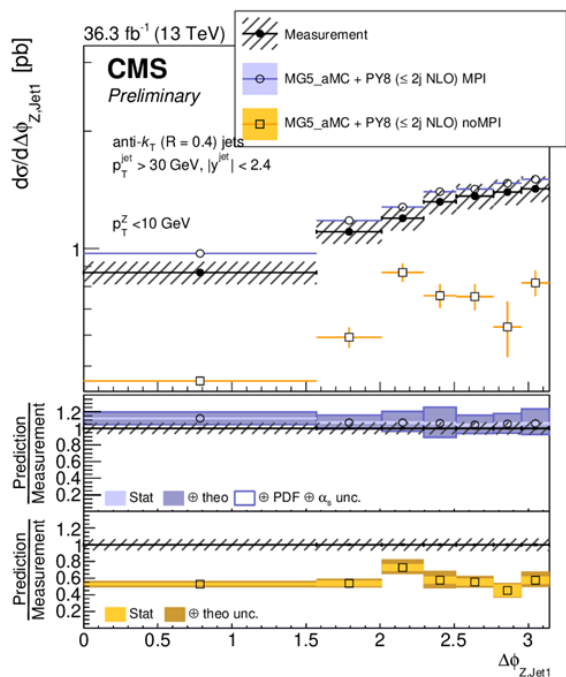 36.3 fb⁻¹ (13 TeV)
Measurement
MG5_aMC + PY8 (≤ 2j NLO) MPI
MG5_aMC + PY8 (≤ 2j NLO) noMPI
CMS
Preliminary
anti-k_T (R = 0.4) jets
p_T^jet > 30 GeV, |y^jet| < 2.4
p_T^Z <10 GeV
dσ/dΔϕ_Z,Jet1 [pb]
1
Prediction
Measurement
1.2
1
0.8
0.6
0.4
0.2
Stat ⊕ theo ⊕ PDF ⊕ α_s unc.
Prediction
Measurement
1.2
1
0.8
0.6
0.4
0.2
Stat ⊕ theo unc.
0 0.5 1 1.5 2 2.5 3
Δϕ_Z,Jet1